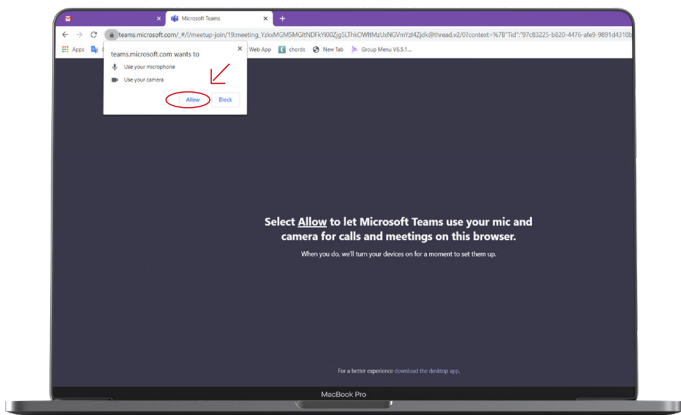 Microsoft Teams
teams.microsoft.com/_#/l/meetup-join/19:meeting_
Apps
Web App
chords
New Tab
Group Menu V6.5.1...
teams.microsoft.com wants to
Use your microphone
Use your camera
Allow
Block
Select Allow to let Microsoft Teams use your mic and
camera for calls and meetings on this browser.
When you do, we'll turn your devices on for a moment to set them up.
For a better experience download the desktop app.
MacBook Pro